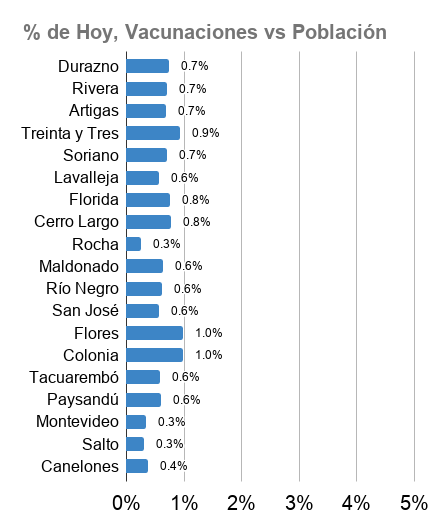 % de Hoy, Vacunaciones vs Población
Durazno 0.7%
Rivera 0.7%
Artigas 0.7%
Treinta y Tres 0.9%
Soriano 0.7%
Lavalleja 0.6%
Florida 0.8%
Cerro Largo 0.8%
Rocha 0.3%
Maldonado 0.6%
Río Negro 0.6%
San José 0.6%
Flores 1.0%
Colonia 1.0%
Tacuarembó 0.6%
Paysandú 0.6%
Montevideo 0.3%
Salto 0.3%
Canelones 0.4%
0% 1% 2% 3% 4% 5%